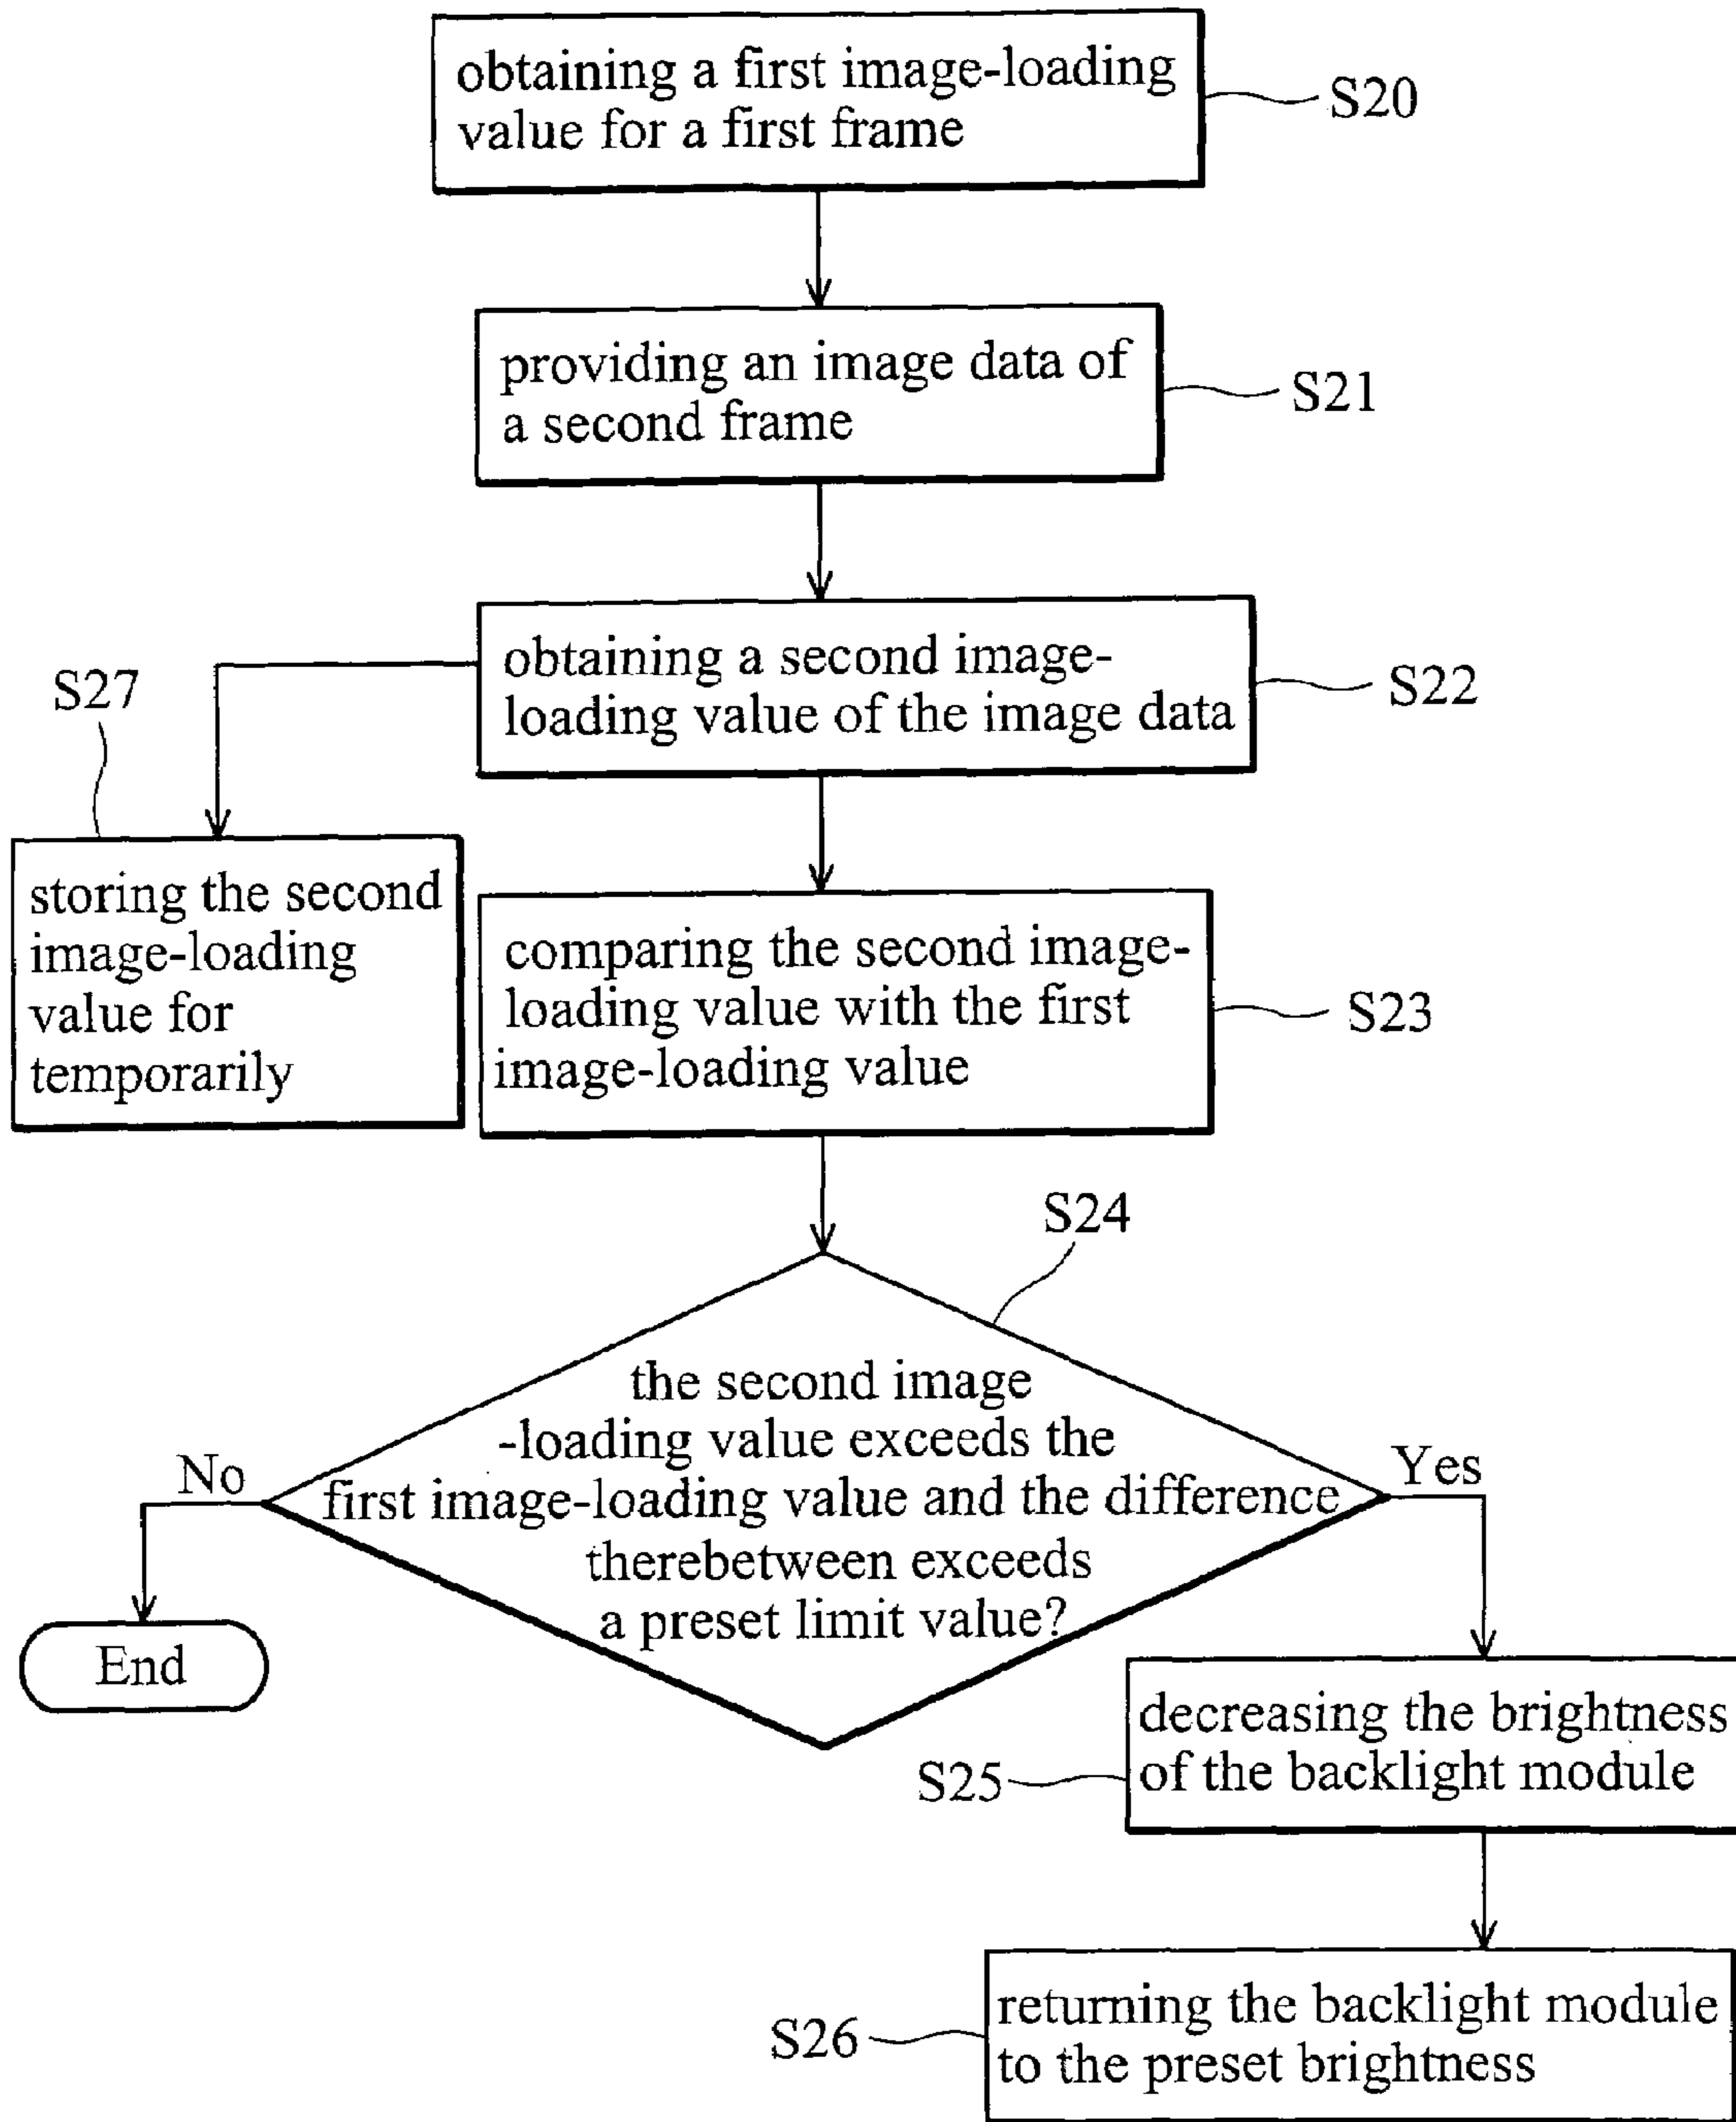 obtaining a first image-loading
value for a first frame
S20
providing an image data of
a second frame
S21
obtaining a second image-
loading value of the image data
S22
S27
storing the second
image-loading
value for
temporarily
comparing the second image-
loading value with the first
image-loading value
S23
S24
the second image
-loading value exceeds the
first image-loading value and the difference
therebetween exceeds
a preset limit value?
No
Yes
End
decreasing the brightness
of the backlight module
S25
returning the backlight module
to the preset brightness
S26